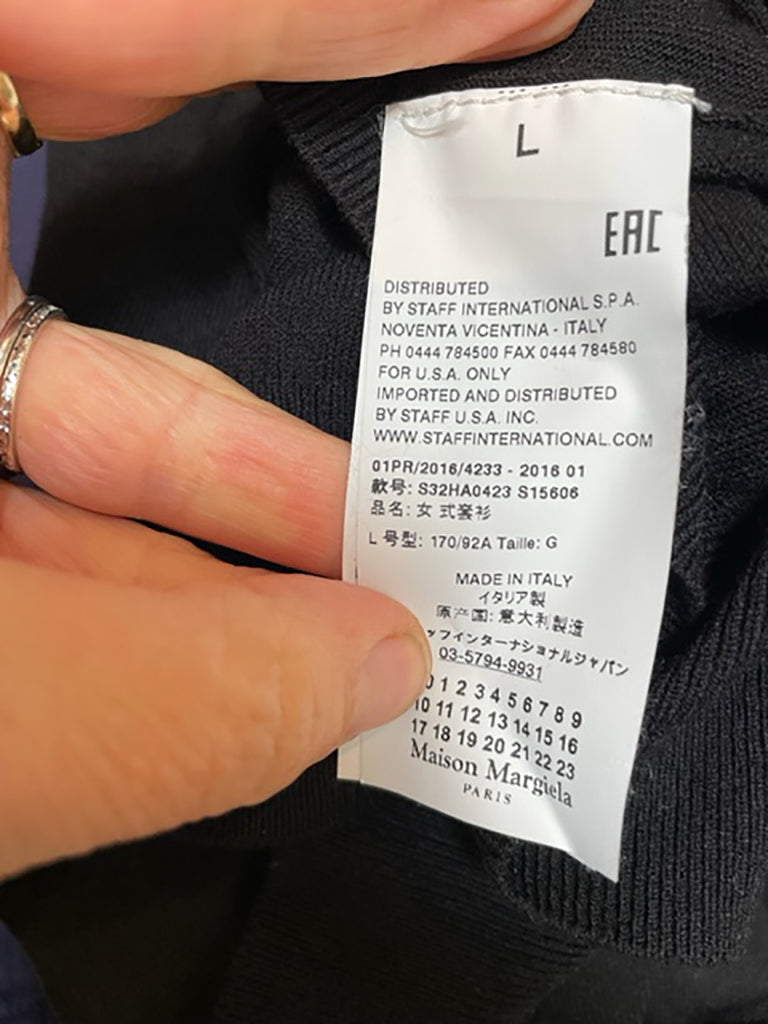 L
EAC
DISTRIBUTED
BY STAFF INTERNATIONAL S.P.A.
NOVENTA VICENTINA - ITALY
PH 0444 784500 FAX 0444 784580
FOR U.S.A. ONLY
IMPORTED AND DISTRIBUTED
BY STAFF U.S.A. INC.
WWW.STAFFINTERNATIONAL.COM
01PR/2016/4233 - 2016 01
款号: S32HA0423 S15606
品名: 女 式套衫
L 号型: 170/92A Taille: G
MADE IN ITALY
イタリア製
原产国: 意大利製造
ッフインターナショナルジャパン
03-5794-9931
0 1 2 3 4 5 6 7 8 9
10 11 12 13 14 15 16
17 18 19 20 21 22 23
Maison Margiela
PARIS